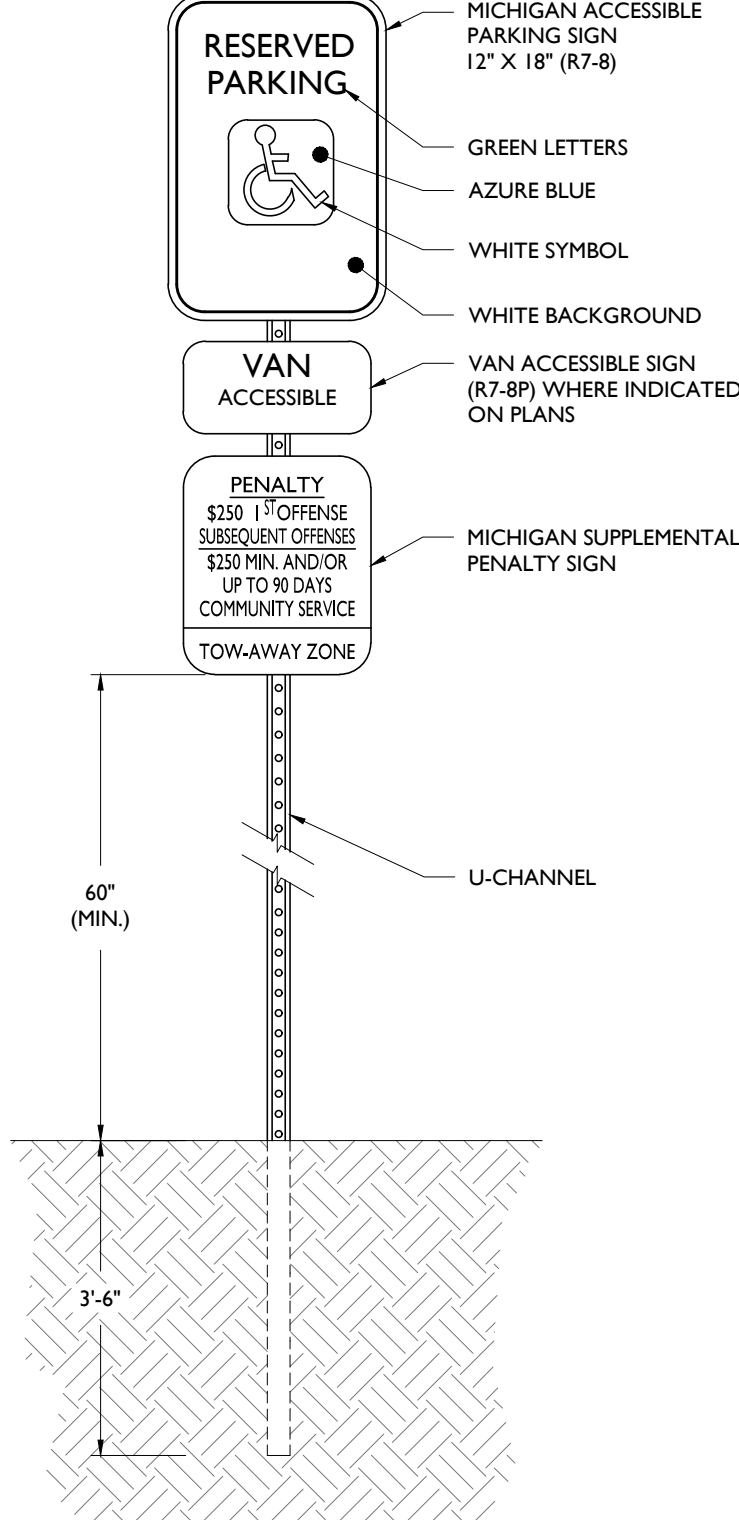 RESERVED
PARKING
MICHIGAN ACCESSIBLE
PARKING SIGN
12" X 18" (R7-8)
GREEN LETTERS
AZURE BLUE
WHITE SYMBOL
WHITE BACKGROUND
VAN
ACCESSIBLE
VAN ACCESSIBLE SIGN
(R7-8P) WHERE INDICATED
ON PLANS
PENALTY
$250 1ST OFFENSE
SUBSEQUENT OFFENSES
$250 MIN. AND/OR
UP TO 90 DAYS
COMMUNITY SERVICE
TOW-AWAY ZONE
MICHIGAN SUPPLEMENTAL
PENALTY SIGN
U-CHANNEL
60"
(MIN.)
3'-6"